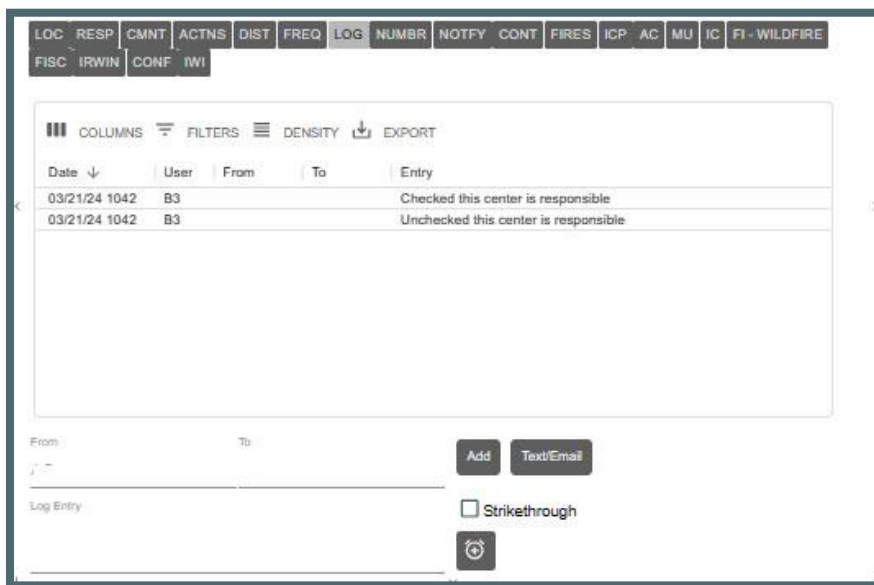 LOC RESP CMNT ACTNS DIST FREQ LOG NUMBR NOTFY CONT FIRES ICP AC MU IC FI - WILDFIRE
FISC IRWIN CONF IWI
COLUMNS FILTERS DENSITY EXPORT
Date User From To Entry
03/21/24 1042 B3 Checked this center is responsible
03/21/24 1042 B3 Unchecked this center is responsible
From To
Add Text/Email
Log Entry
Strikethrough